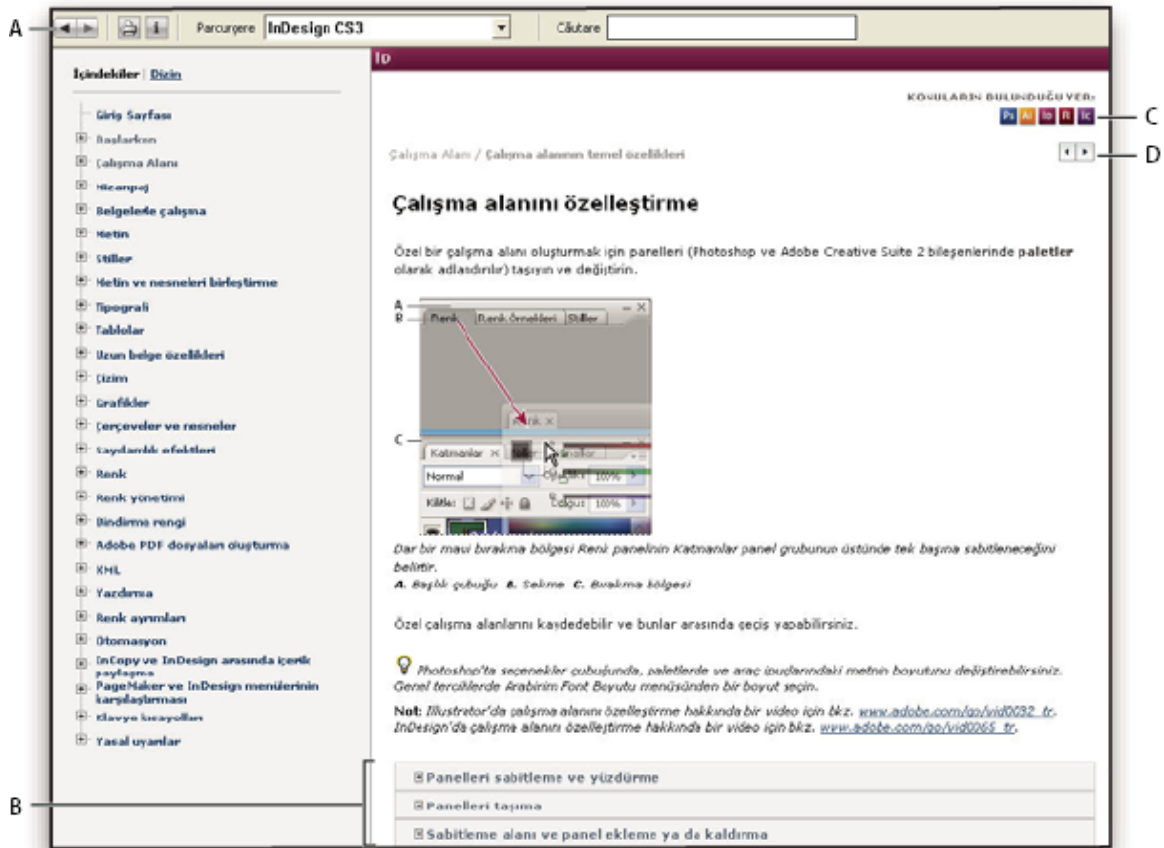 A
Parcurgere InDesign CS3 Căutare
İçindekiler | Dizin
Giriş Sayfası
Başlarken
Çalışma Alanı
Belgelerle çalışma
Metin
Stiller
Metin ve nesneleri birleştirme
Tipografi
Tablolar
Uzun belge özellikleri
Çizim
Grafikler
Çerçeveler ve nesneler
Saydamlık efektleri
Renk
Renk yönetimi
Bindirme rengi
Adobe PDF dosyaları oluşturma
XML
Yazdırma
Renk ayrımları
Otomasyon
InCopy ve InDesign arasında içerik
paylaşma
PageMaker ve InDesign menülerinin
karşılaştırması
Klavye kısayolları
Yasal uyarılar
B
ID
KONULARIN BULUNDUĞU YER:
Ps Ai Id Fl Ic
C
D
Çalışma Alanı / Çalışma alanının temel özellikleri
Çalışma alanını özelleştirme
Özel bir çalışma alanı oluşturmak için panelleri (Photoshop ve Adobe Creative Suite 2 bileşenlerinde paletler
olarak adlandırılır) taşıyın ve değiştirin.
A
B
Renk Renk Örnekleri Stiller
Renk
C
Katmanlar
Normal 100%
Kilitle: 100%
Dar bir mavi bırakma bölgesi Renk panelinin Katmanlar panel grubunun üstünde tek başına sabitleneceğini
belirtir.
A. Başlık çubuğu B. Sekme C. Bırakma bölgesi
Özel çalışma alanlarını kaydedebilir ve bunlar arasında geçiş yapabilirsiniz.
Photoshop'ta seçenekler çubuğunda, paletlerde ve araç ipuçlarındaki metnin boyutunu değiştirebilirsiniz.
Genel tercihlerde Arabirim Font Boyutu menüsünden bir boyut seçin.
Not: Illustrator'da çalışma alanını özelleştirme hakkında bir video için bkz. www.adobe.com/go/vid0032_tr.
InDesign'da çalışma alanını özelleştirme hakkında bir video için bkz. www.adobe.com/go/vid0065_tr.
Panelleri sabitleme ve yüzdürme
Panelleri taşıma
Sabitleme alanı ve panel ekleme ya da kaldırma